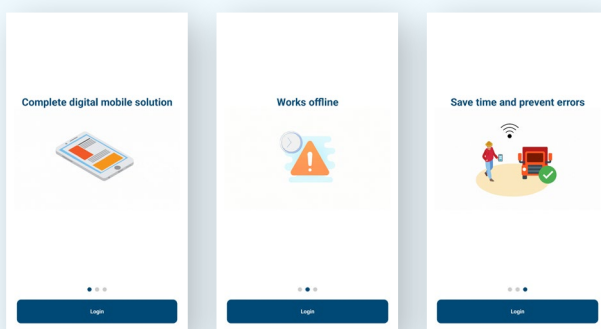 Complete digital mobile solution
Login
Works offline
Login
Save time and prevent errors
Login